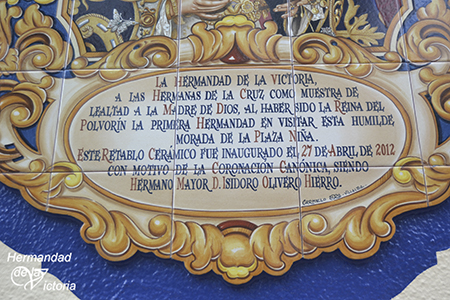 La Hermandad de la Victoria,
a las Hermanas de la Cruz como muestra de
lealtad a la Madre de Dios, al haber sido la Reina del
Polvorín la primera Hermandad en visitar esta humilde
morada de la Plaza Niña.
Este Retablo Cerámico fue inaugurado el 27 de Abril de 2012
con motivo de la Coronación Canónica, siendo
Hermano Mayor D. Isidoro Olivero Hierro.
Hermandad
de la
Victoria